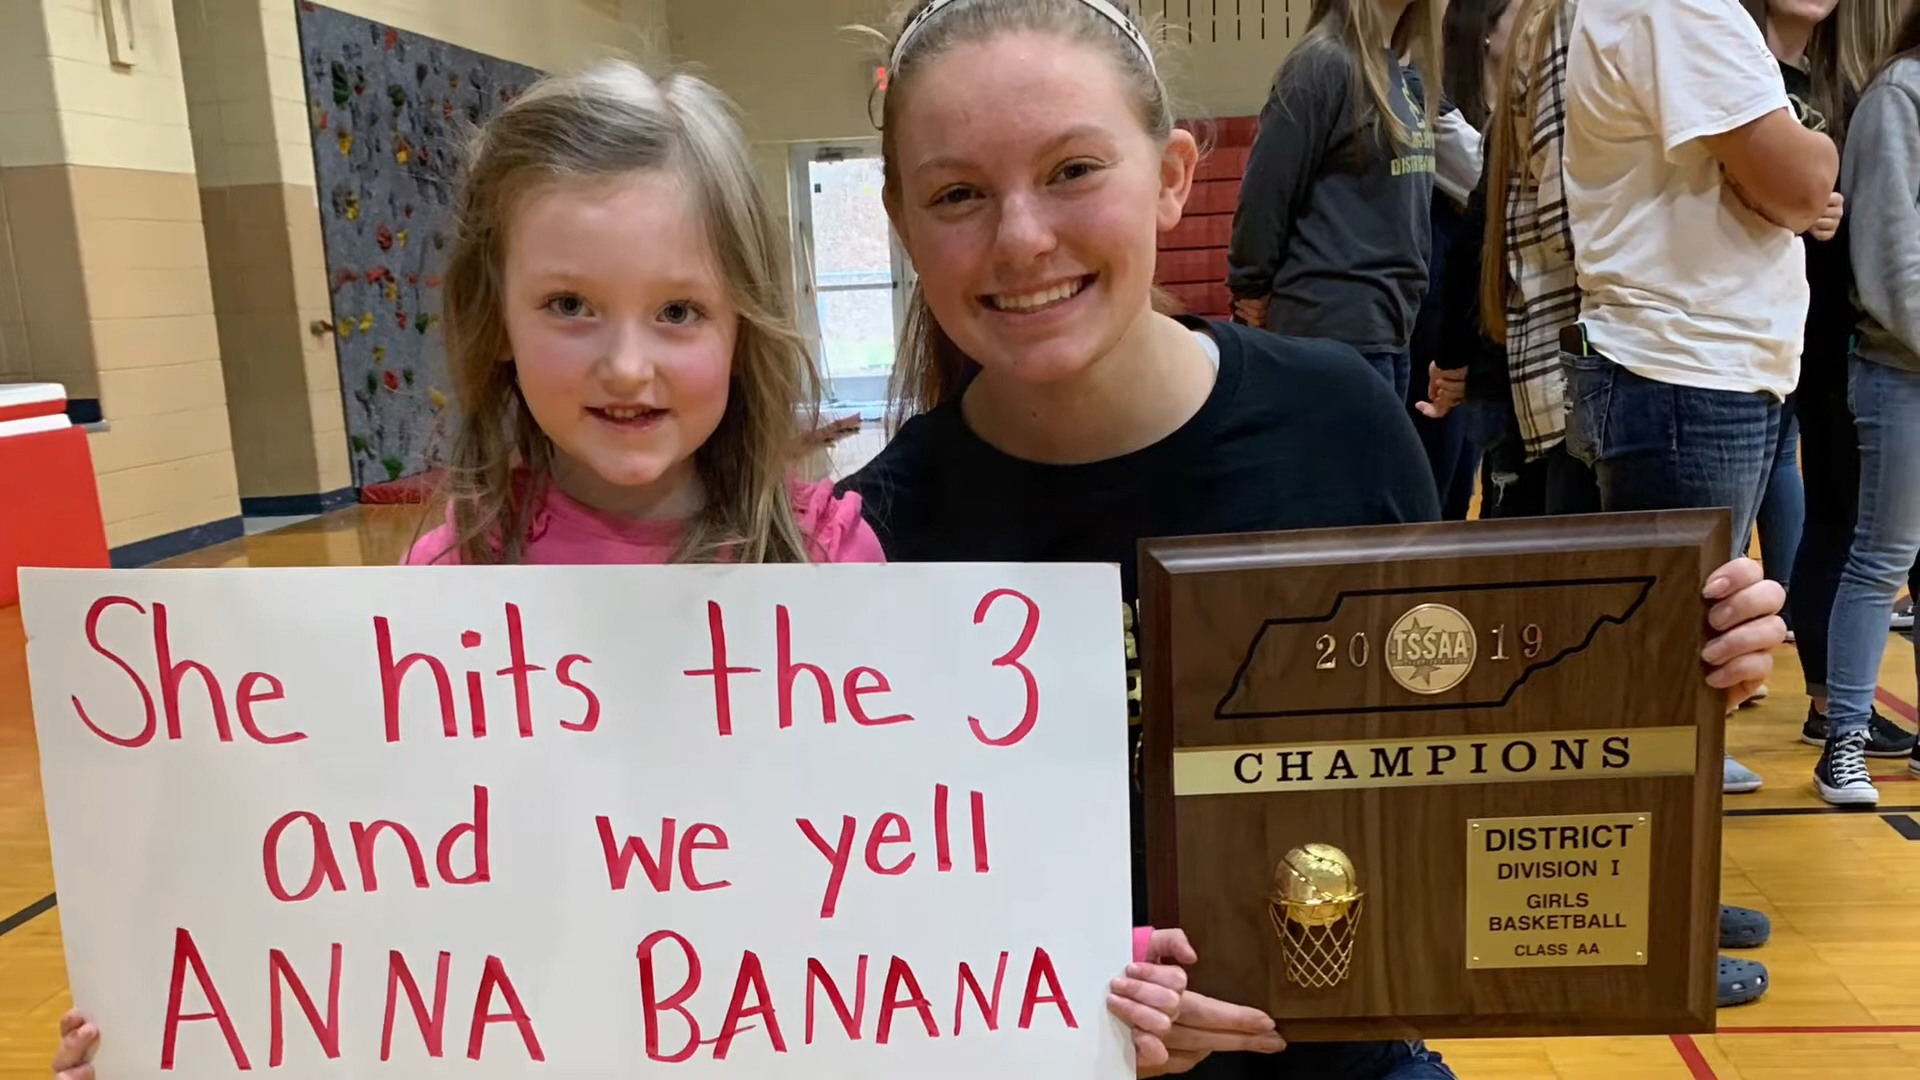 She hits the 3
and we yell
ANNA BANANA
20 TSSAA 19
CHAMPIONS
DISTRICT
DIVISION I
GIRLS
BASKETBALL
CLASS AA